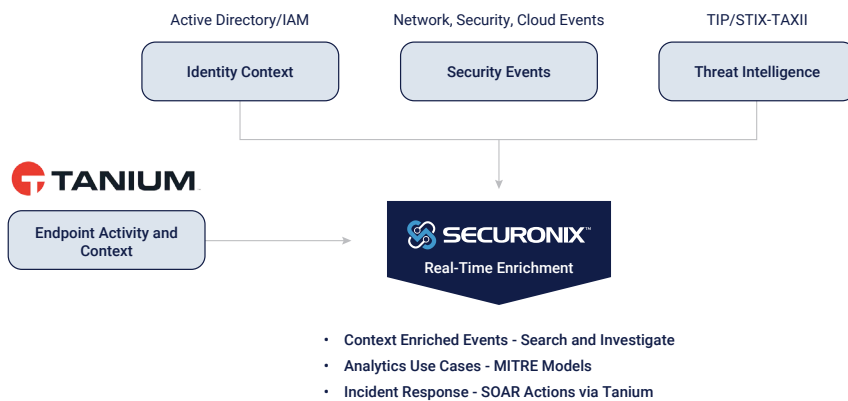 Active Directory/IAM
Network, Security, Cloud Events
TIP/STIX-TAXII
Identity Context
Security Events
Threat Intelligence
TANIUM
Endpoint Activity and
Context
SECURONIX™
Real-Time Enrichment
• Context Enriched Events - Search and Investigate
• Analytics Use Cases - MITRE Models
• Incident Response - SOAR Actions via Tanium